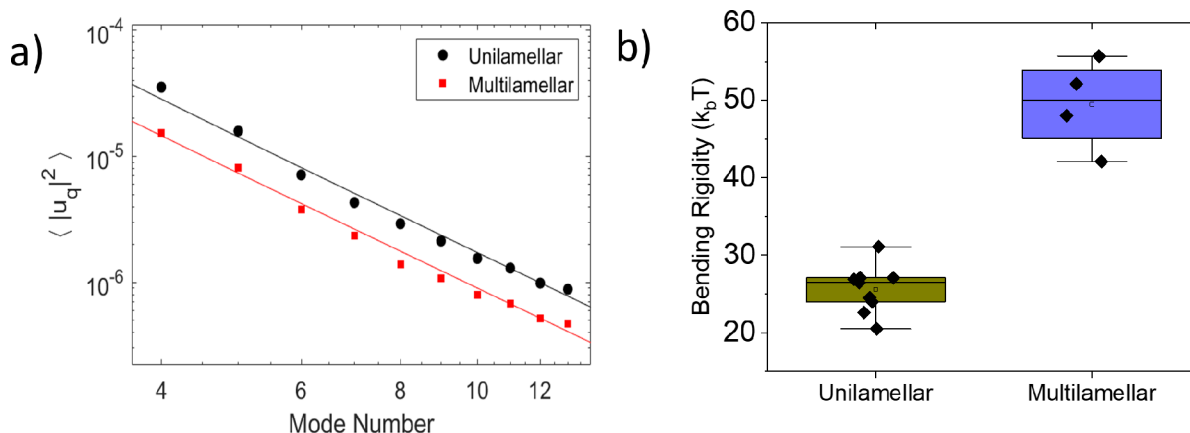 a)
10^-4
10^-5
10^-6
⟨ |u_q|^2 ⟩
Unilamellar
Multilamellar
4
6
8
10
12
Mode Number
b)
Bending Rigidity (k_bT)
60
50
40
30
20
Unilamellar
Multilamellar